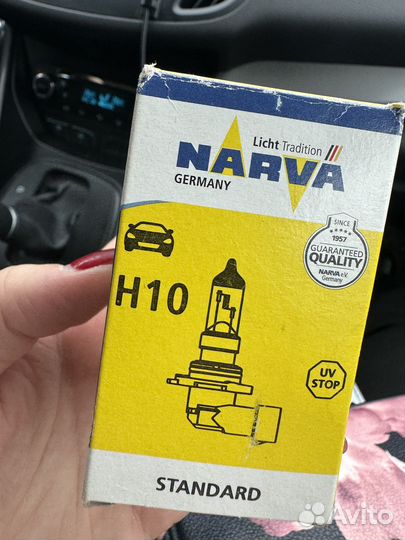 Licht Tradition
NARVA
GERMANY
SINCE
1957
GUARANTEED
QUALITY
NARVA e.V.
Germany
H10
UV
STOP
STANDARD
Avito